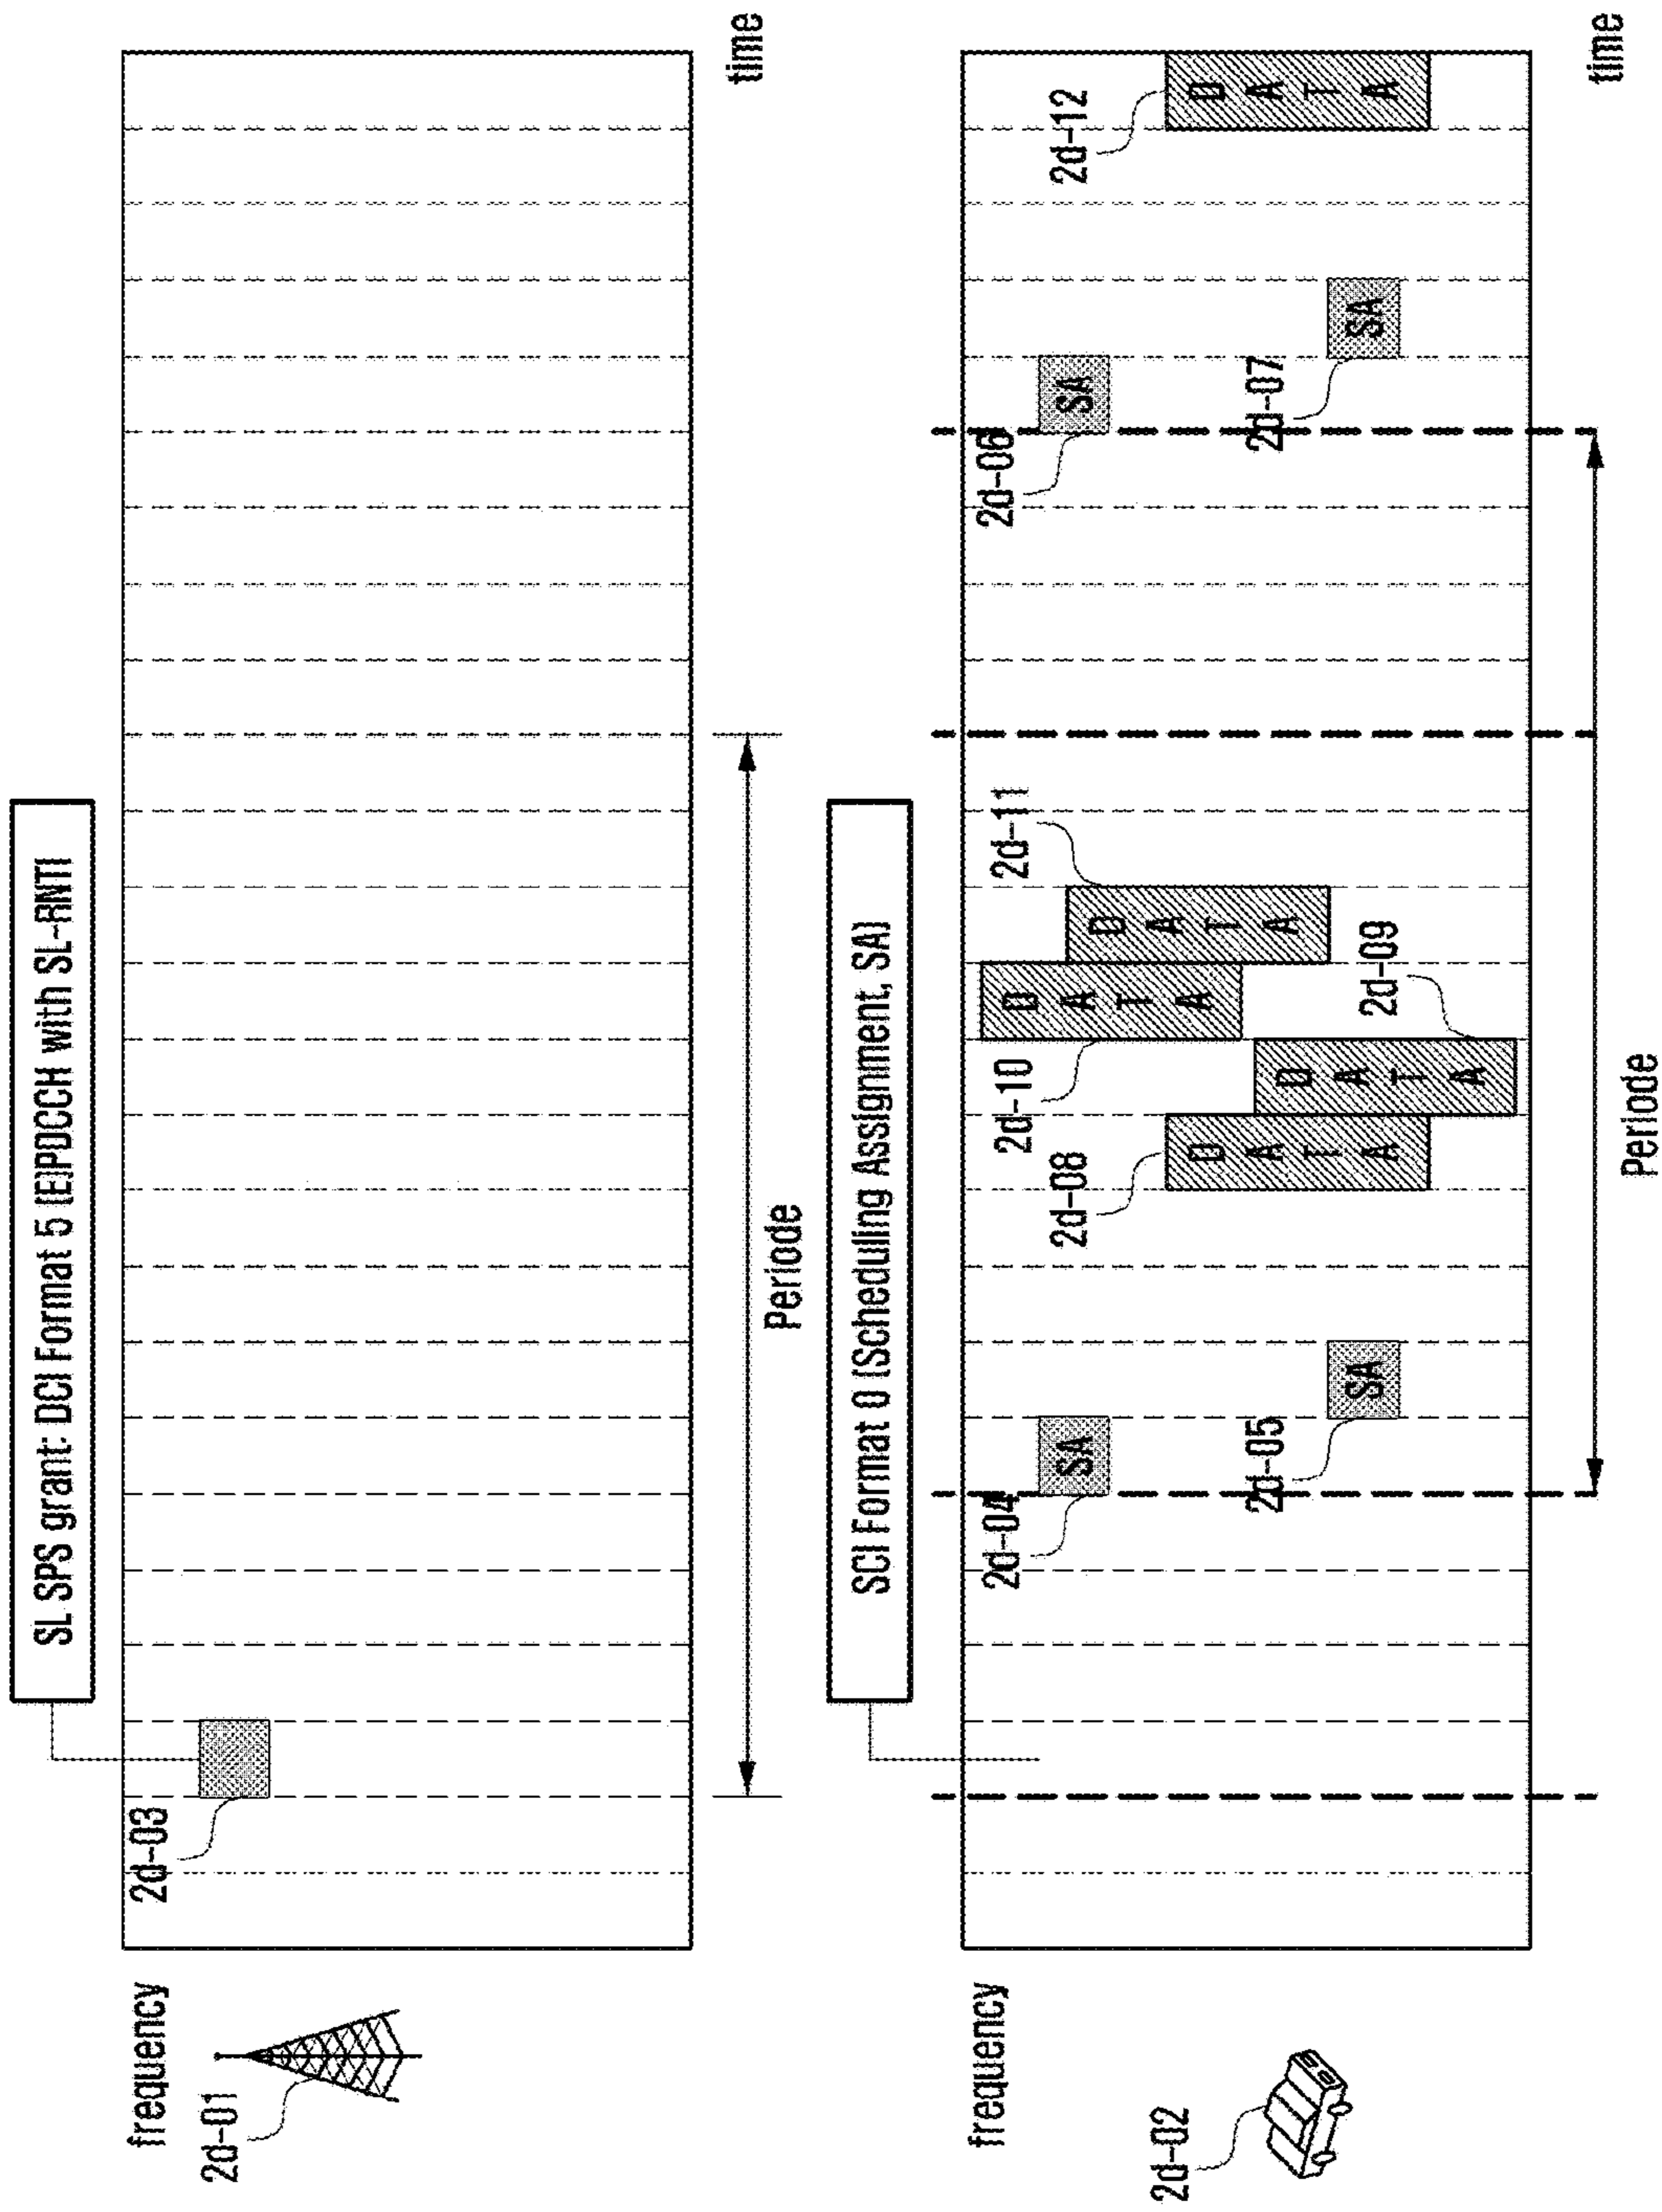 SL SPS grant: DCI Format 5 (E)PDCCH with SL-RNTI
frequency
2d-01
2d-03
time
Periode
SCI Format 0 (Scheduling Assignment, SA)
frequency
2d-02
2d-04
SA
2d-05
SA
2d-08
DATA
2d-09
DATA
2d-10
DATA
2d-11
DATA
2d-06
SA
2d-07
SA
2d-12
DATA
time
Periode